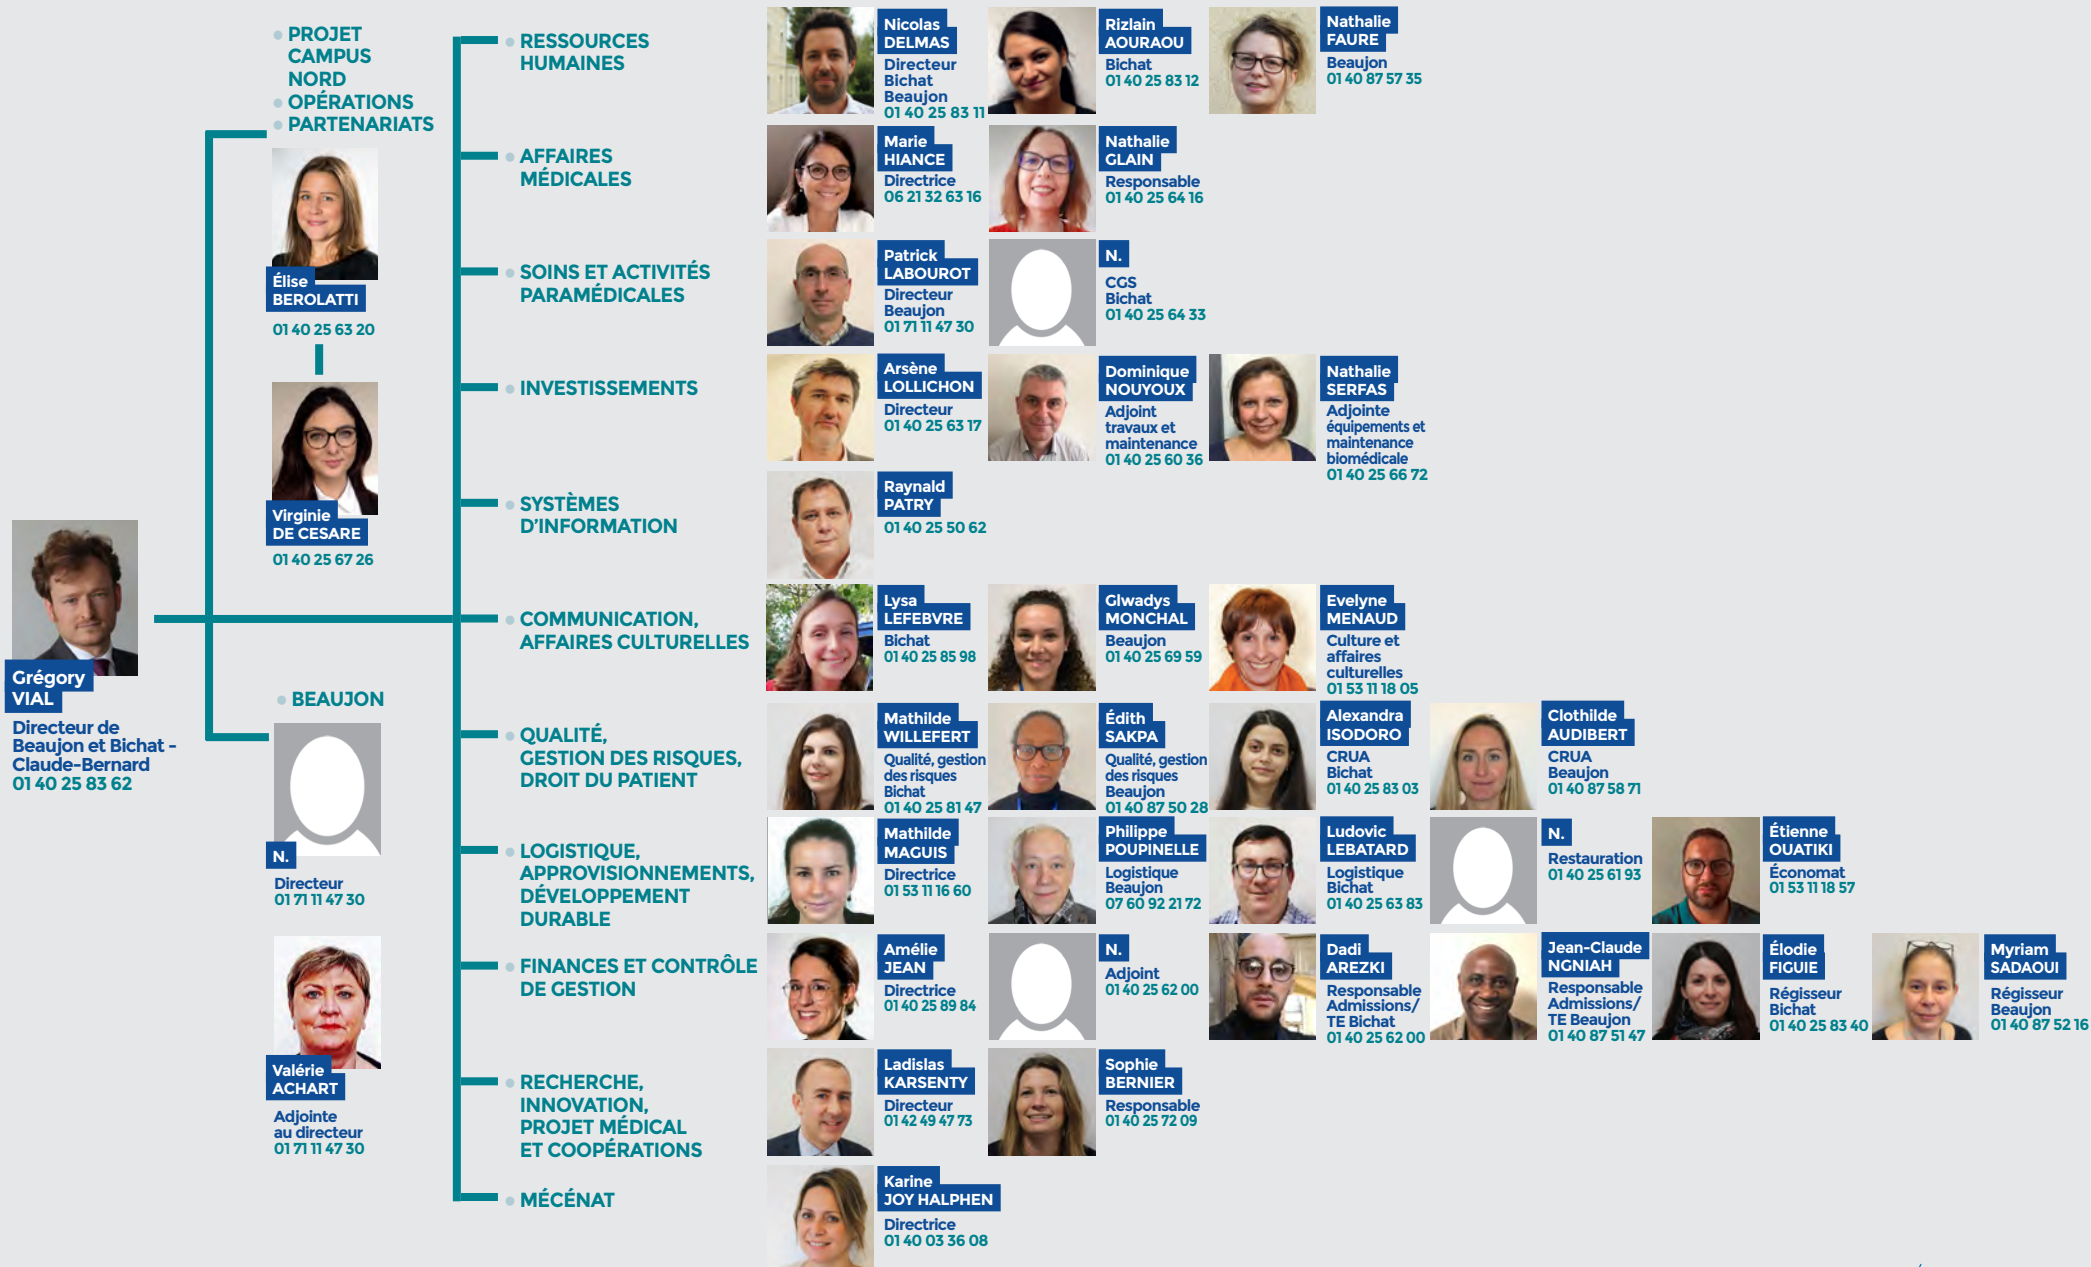 Grégory
VIAL
Directeur de
Beaujon et Bichat -
Claude-Bernard
01 40 25 83 62
PROJET
CAMPUS
NORD
OPÉRATIONS
PARTENARIATS
Élise
BEROLATTI
01 40 25 63 20
Virginie
DE CESARE
01 40 25 67 26
BEAUJON
N.
Directeur
01 71 11 47 30
Valérie
ACHART
Adjointe
au directeur
01 71 11 47 30
RESSOURCES
HUMAINES
Nicolas
DELMAS
Directeur
Bichat
Beaujon
01 40 25 83 11
Rizlain
AOURAOU
Bichat
01 40 25 83 12
Nathalie
FAURE
Beaujon
01 40 87 57 35
AFFAIRES
MÉDICALES
Marie
HIANCE
Directrice
06 21 32 63 16
Nathalie
GLAIN
Responsable
01 40 25 64 16
SOINS ET ACTIVITÉS
PARAMÉDICALES
Patrick
LABOUROT
Directeur
Beaujon
01 71 11 47 30
N.
CGS
Bichat
01 40 25 64 33
INVESTISSEMENTS
Arsène
LOLLICHON
Directeur
01 40 25 63 17
Dominique
NOUYOUX
Adjoint
travaux et
maintenance
01 40 25 60 36
Nathalie
SERFAS
Adjointe
équipements et
maintenance
biomédicale
01 40 25 66 72
SYSTÈMES
D'INFORMATION
Raynald
PATRY
01 40 25 50 62
COMMUNICATION,
AFFAIRES CULTURELLES
Lysa
LEFEBVRE
Bichat
01 40 25 85 98
Glwadys
MONCHAL
Beaujon
01 40 25 69 59
Evelyne
MENAUD
Culture et
affaires
culturelles
01 53 11 18 05
QUALITÉ,
GESTION DES RISQUES,
DROIT DU PATIENT
Mathilde
WILLEFERT
Qualité, gestion
des risques
Bichat
01 40 25 81 47
Édith
SAKPA
Qualité, gestion
des risques
Beaujon
01 40 87 50 28
Alexandra
ISODORO
CRUA
Bichat
01 40 25 83 03
Clothilde
AUDIBERT
CRUA
Beaujon
01 40 87 58 71
LOGISTIQUE,
APPROVISIONNEMENTS,
DÉVELOPPEMENT
DURABLE
Mathilde
MAGUIS
Directrice
01 53 11 16 60
Philippe
POUPINELLE
Logistique
Beaujon
07 60 92 21 72
Ludovic
LEBATARD
Logistique
Bichat
01 40 25 63 83
N.
Restauration
01 40 25 61 93
Étienne
OUATIKI
Économat
01 53 11 18 57
FINANCES ET CONTRÔLE
DE GESTION
Amélie
JEAN
Directrice
01 40 25 89 84
N.
Adjoint
01 40 25 62 00
Dadi
AREZKI
Responsable
Admissions/
TE Bichat
01 40 25 62 00
Jean-Claude
NGNIAH
Responsable
Admissions/
TE Beaujon
01 40 87 51 47
Élodie
FIGUIE
Régisseur
Bichat
01 40 25 83 40
Myriam
SADAOUI
Régisseur
Beaujon
01 40 87 52 16
RECHERCHE,
INNOVATION,
PROJET MÉDICAL
ET COOPÉRATIONS
Ladislas
KARSENTY
Directeur
01 42 49 47 73
Sophie
BERNIER
Responsable
01 40 25 72 09
MÉCÉNAT
Karine
JOY HALPHEN
Directrice
01 40 03 36 08